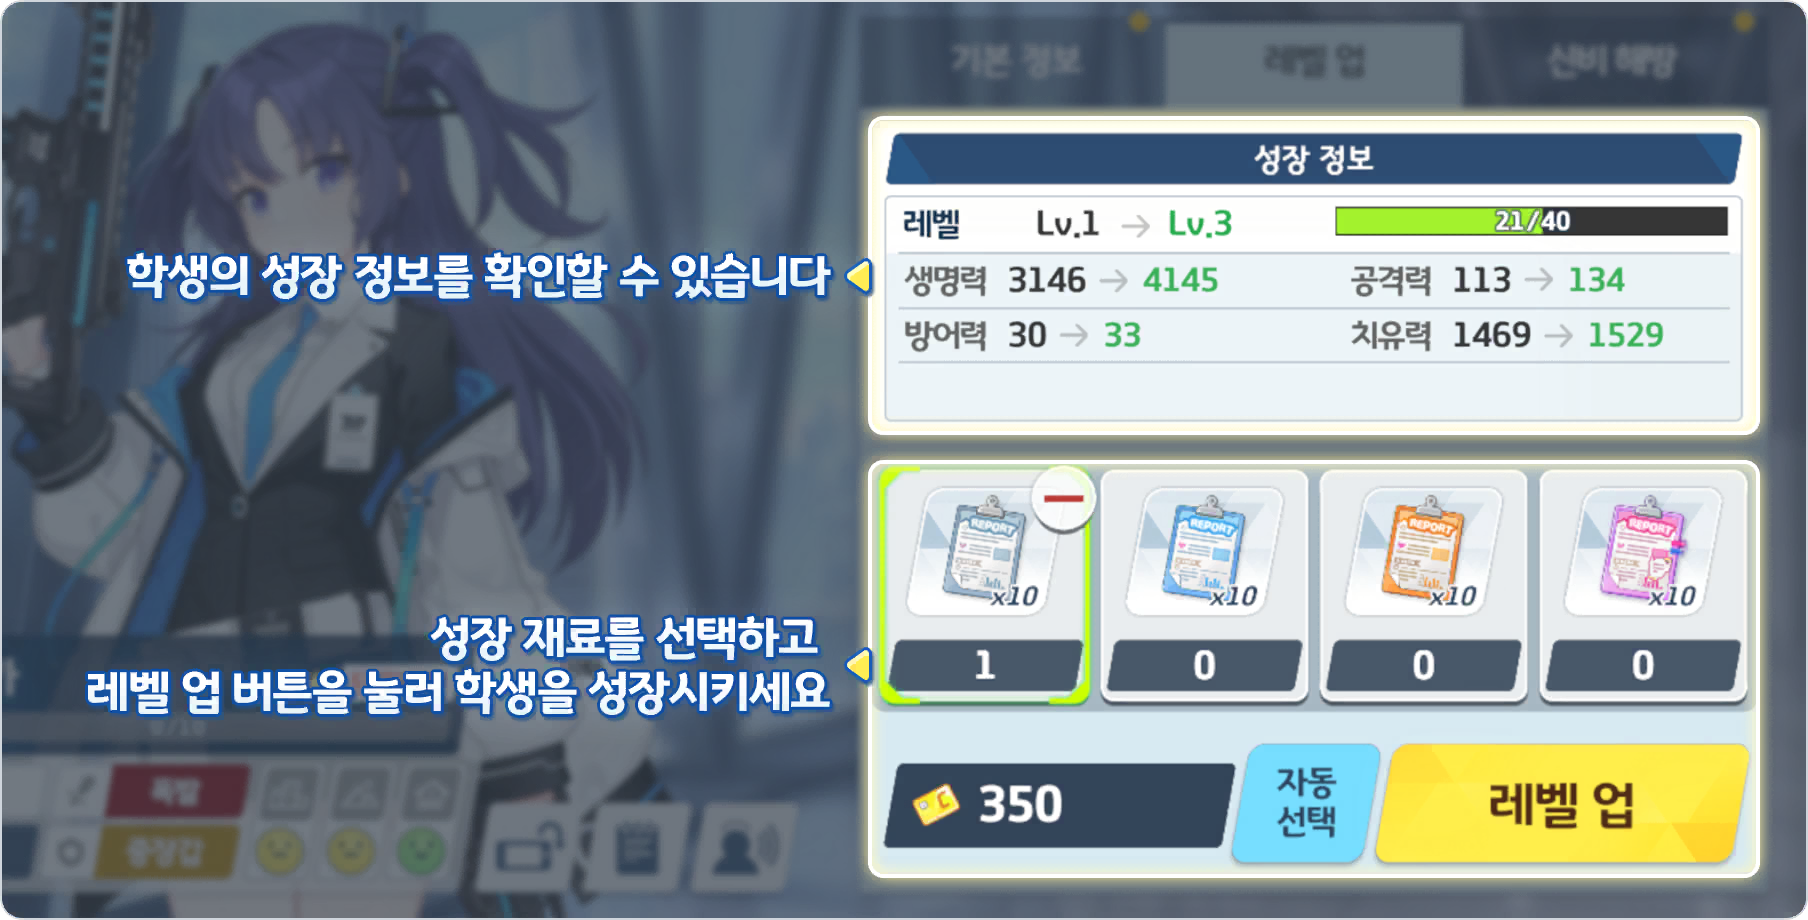 기본 정보
레벨 업
신비 해방
성장 정보
레벨 Lv.1 → Lv.3 21/40
생명력 3146 → 4145 공격력 113 → 134
방어력 30 → 33 치유력 1469 → 1529
학생의 성장 정보를 확인할 수 있습니다
REPORT REPORT REPORT REPORT
x10 x10 x10 x10
1 0 0 0
성장 재료를 선택하고
레벨 업 버튼을 눌러 학생을 성장시키세요
폭발
중장갑
350
자동
선택
레벨 업